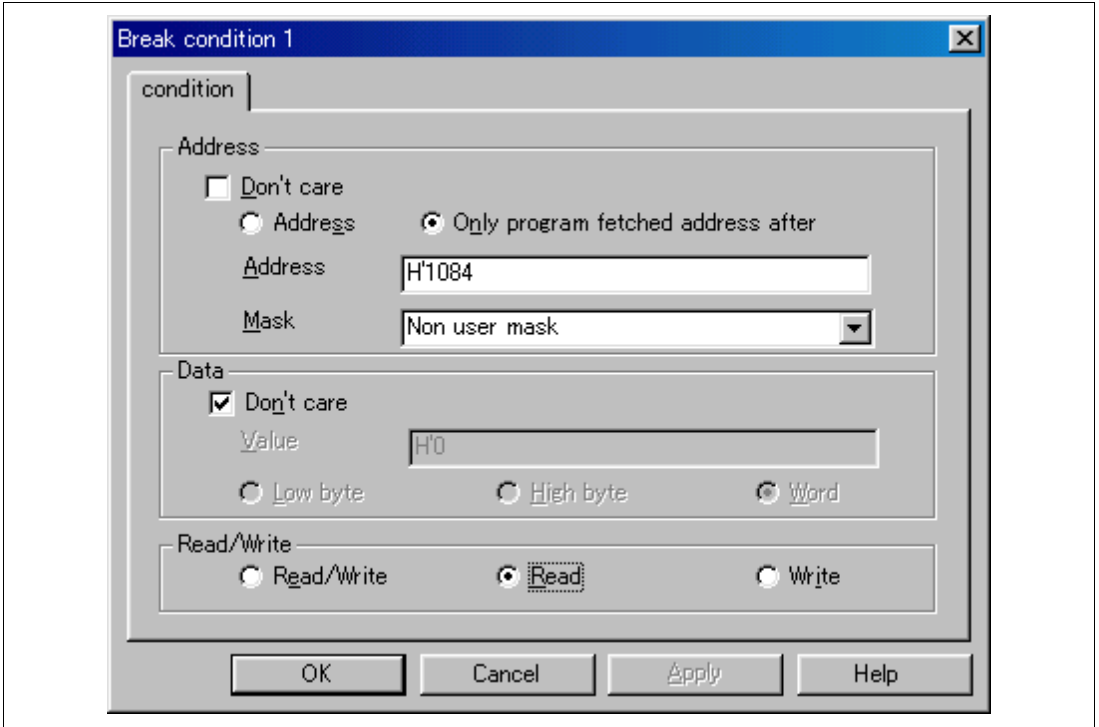 Break condition 1
condition
Address
Don't care
Address Only program fetched address after
Address H'1084
Mask Non user mask
Data
Don't care
Value H'0
Low byte High byte Word
Read/Write
Read/Write Read Write
OK Cancel Apply Help